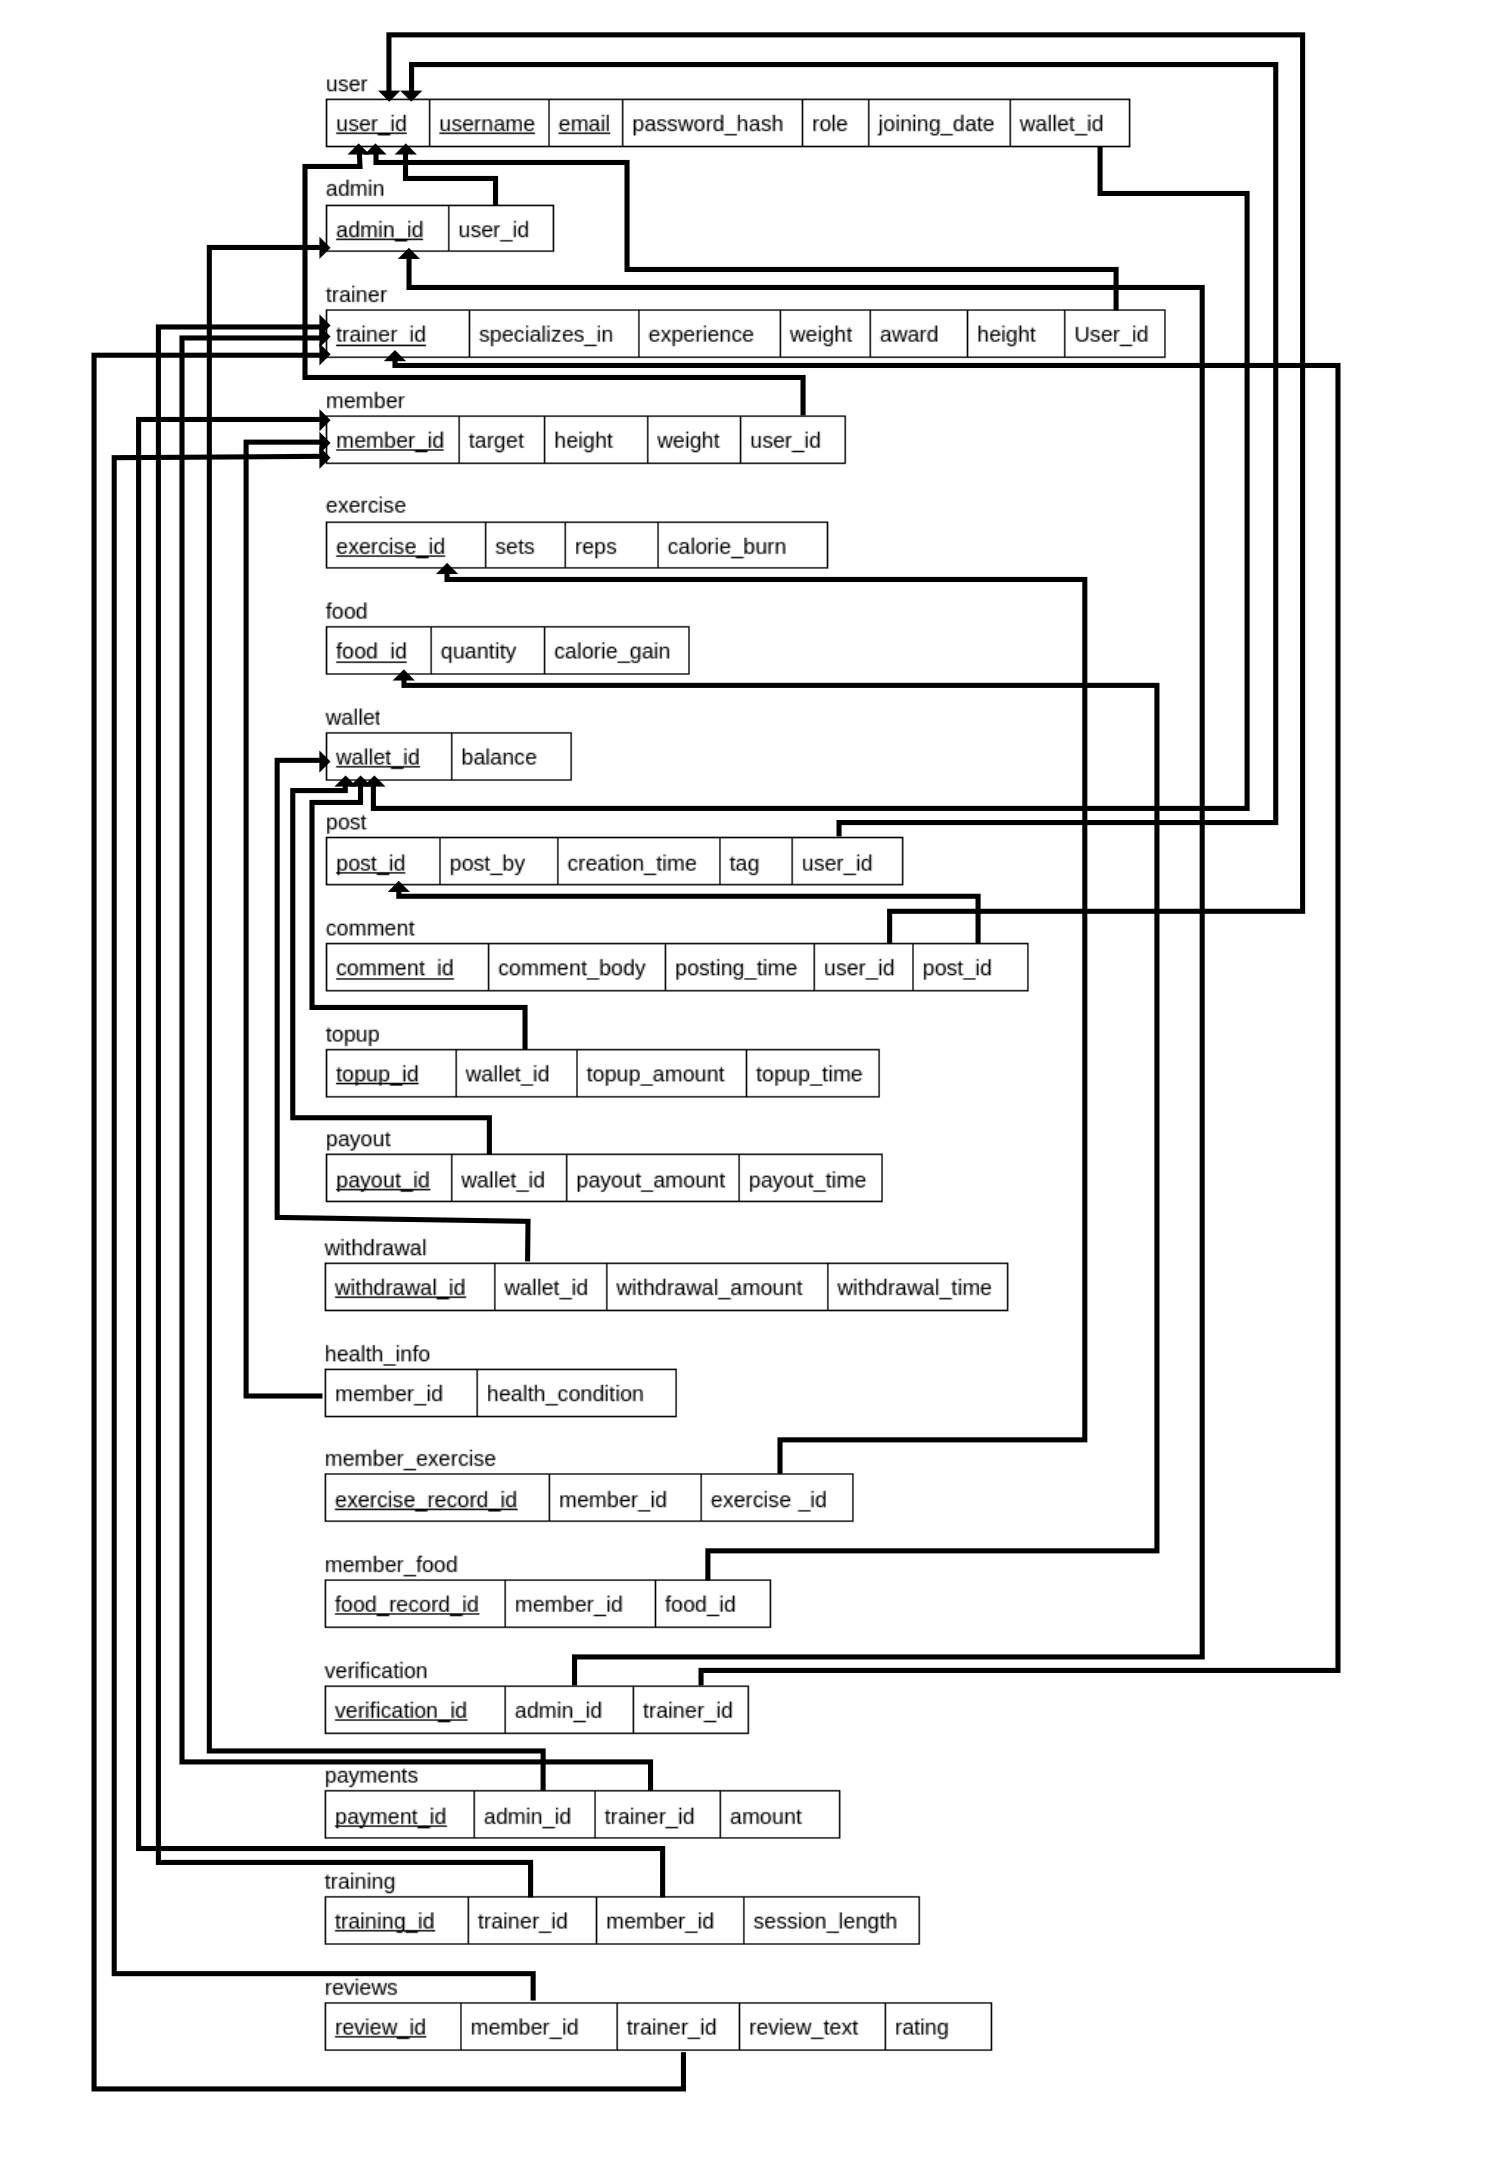 user
user_id username email password_hash role joining_date wallet_id
admin
admin_id user_id
trainer
trainer_id specializes_in experience weight award height User_id
member
member_id target height weight user_id
exercise
exercise_id sets reps calorie_burn
food
food_id quantity calorie_gain
wallet
wallet_id balance
post
post_id post_by creation_time tag user_id
comment
comment_id comment_body posting_time user_id post_id
topup
topup_id wallet_id topup_amount topup_time
payout
payout_id wallet_id payout_amount payout_time
withdrawal
withdrawal_id wallet_id withdrawal_amount withdrawal_time
health_info
member_id health_condition
member_exercise
exercise_record_id member_id exercise _id
member_food
food_record_id member_id food_id
verification
verification_id admin_id trainer_id
payments
payment_id admin_id trainer_id amount
training
training_id trainer_id member_id session_length
reviews
review_id member_id trainer_id review_text rating